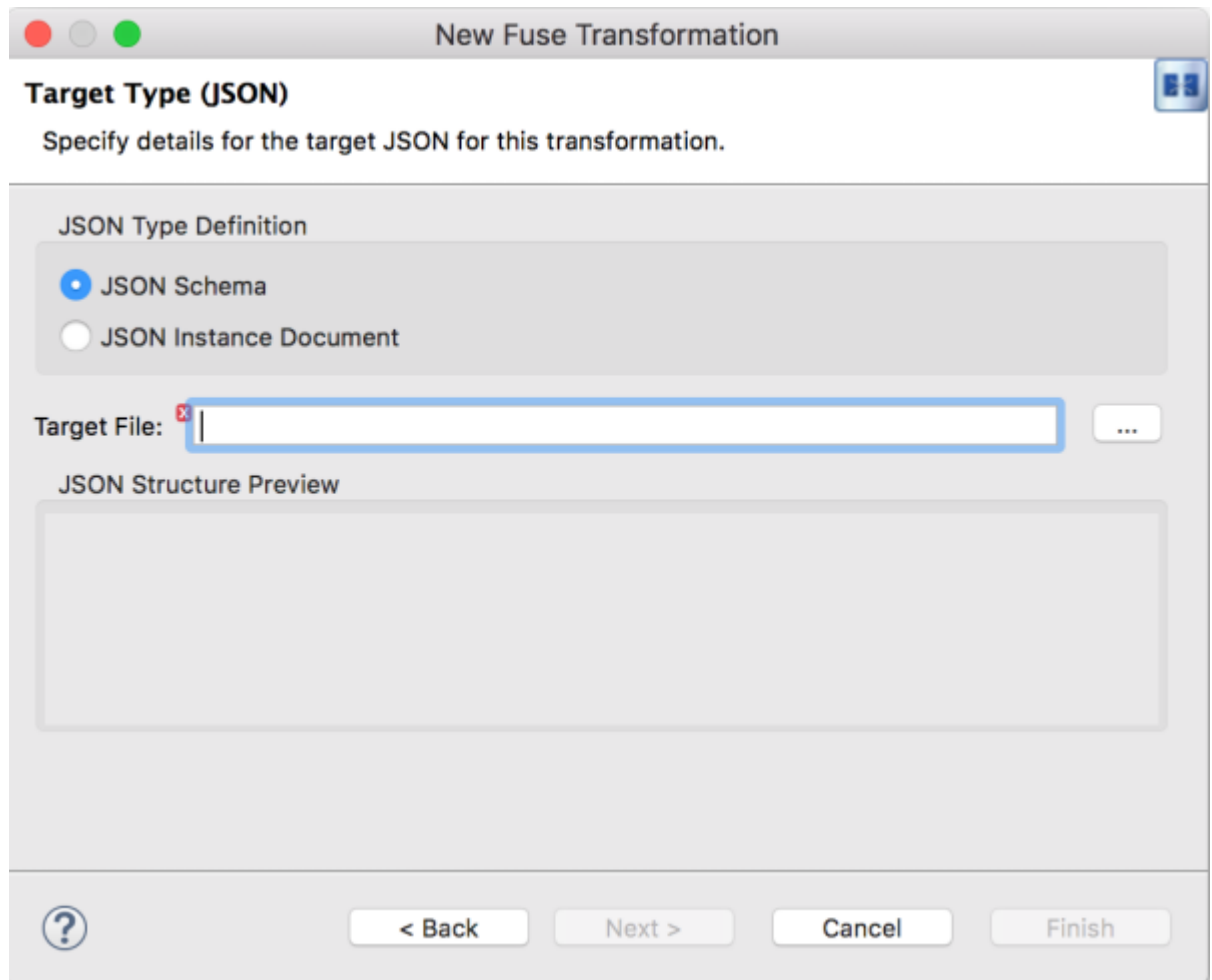 New Fuse Transformation
Target Type (JSON)
Specify details for the target JSON for this transformation.
JSON Type Definition
JSON Schema
JSON Instance Document
Target File:
...
JSON Structure Preview
?
< Back
Next >
Cancel
Finish